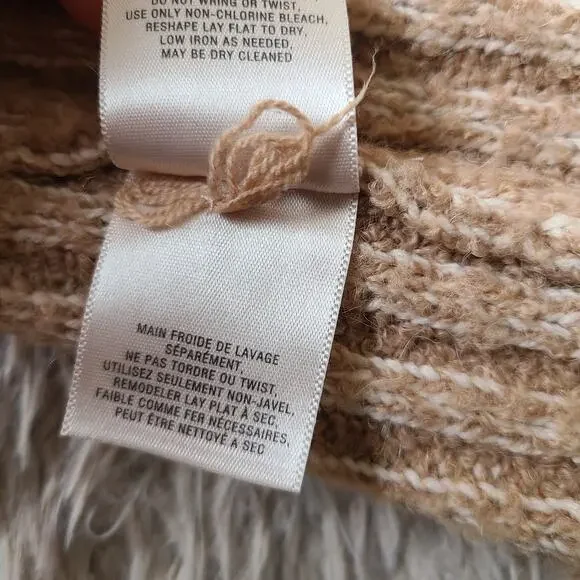 DO NOT WRING OR TWIST,
USE ONLY NON-CHLORINE BLEACH,
RESHAPE LAY FLAT TO DRY,
LOW IRON AS NEEDED,
MAY BE DRY CLEANED
MAIN FROIDE DE LAVAGE
SÉPARÉMENT,
NE PAS TORDRE OU TWIST,
UTILISEZ SEULEMENT NON-JAVEL,
REMODELER LAY PLAT À SEC,
FAIBLE COMME FER NÉCESSAIRES,
PEUT ÊTRE NETTOYÉ A SEC